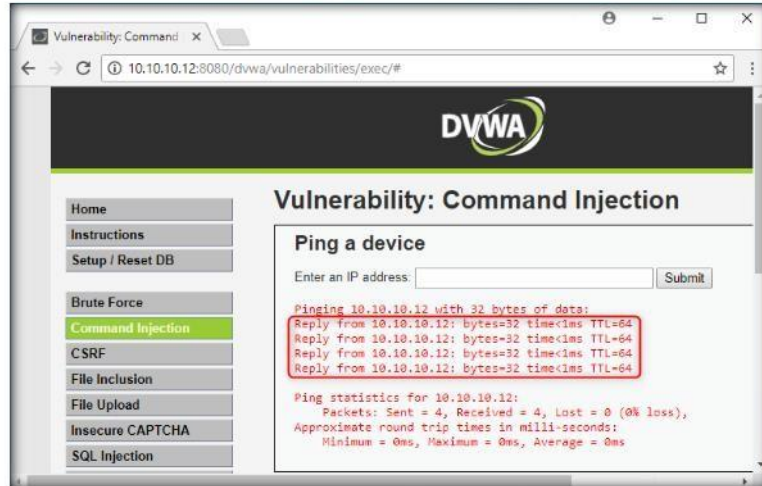 Vulnerability: Command
10.10.10.12:8080/dvwa/vulnerabilities/exec/#
DVWA
Home
Instructions
Setup / Reset DB
Brute Force
Command Injection
CSRF
File Inclusion
File Upload
Insecure CAPTCHA
SQL Injection
Vulnerability: Command Injection
Ping a device
Enter an IP address:
Submit
Pinging 10.10.10.12 with 32 bytes of data:
Reply from 10.10.10.12: bytes=32 time<1ms TTL=64
Reply from 10.10.10.12: bytes=32 time<1ms TTL=64
Reply from 10.10.10.12: bytes=32 time<1ms TTL=64
Reply from 10.10.10.12: bytes=32 time<1ms TTL=64
Ping statistics for 10.10.10.12:
Packets: Sent = 4, Received = 4, Lost = 0 (0% loss),
Approximate round trip times in milli-seconds:
Minimum = 0ms, Maximum = 0ms, Average = 0ms